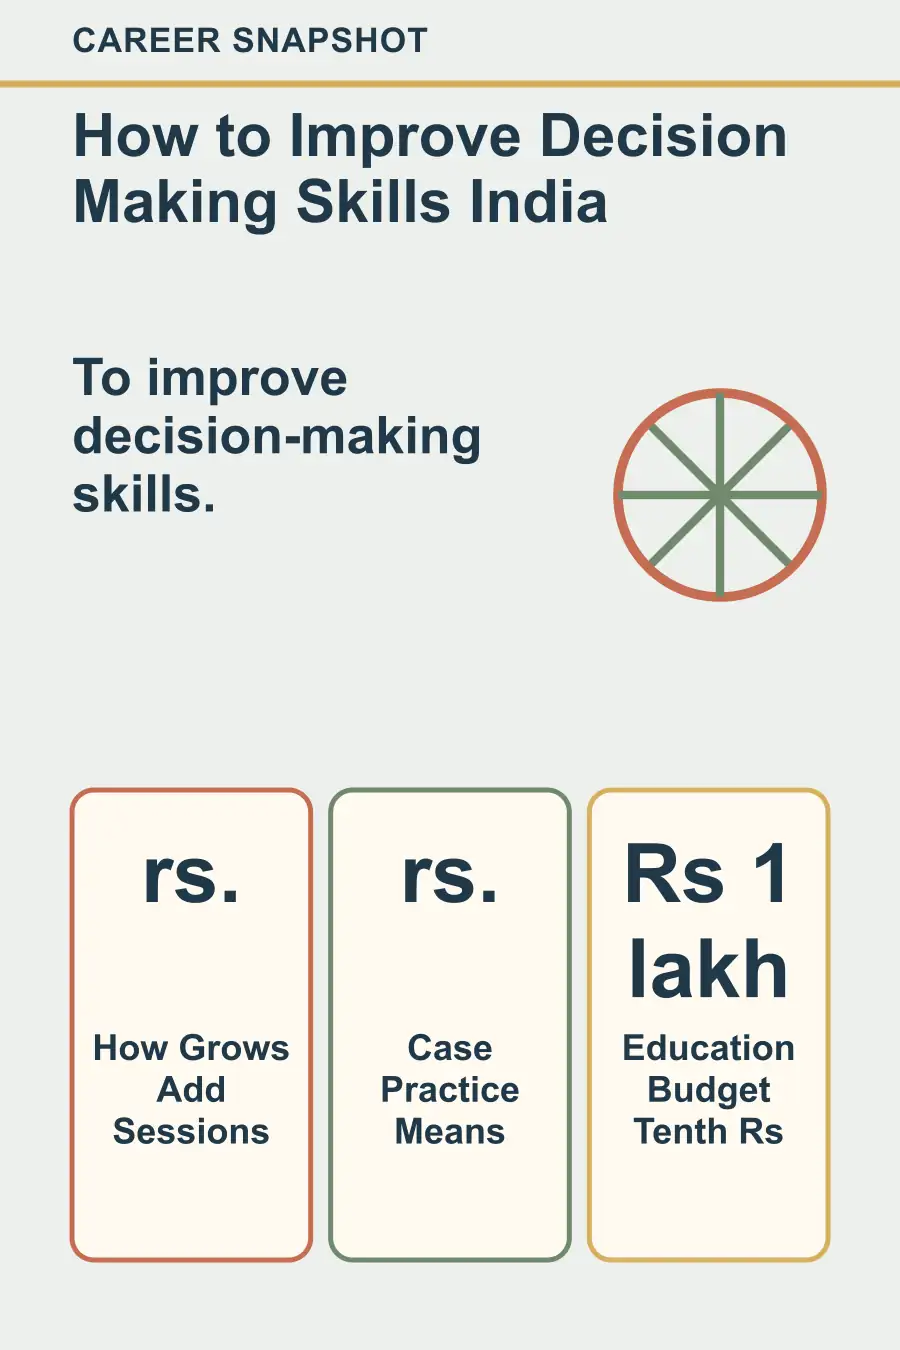 CAREER SNAPSHOT
How to Improve Decision
Making Skills India
To improve
decision-making
skills.
rs.
How Grows
Add
Sessions
rs.
Case
Practice
Means
Rs 1
lakh
Education
Budget
Tenth Rs